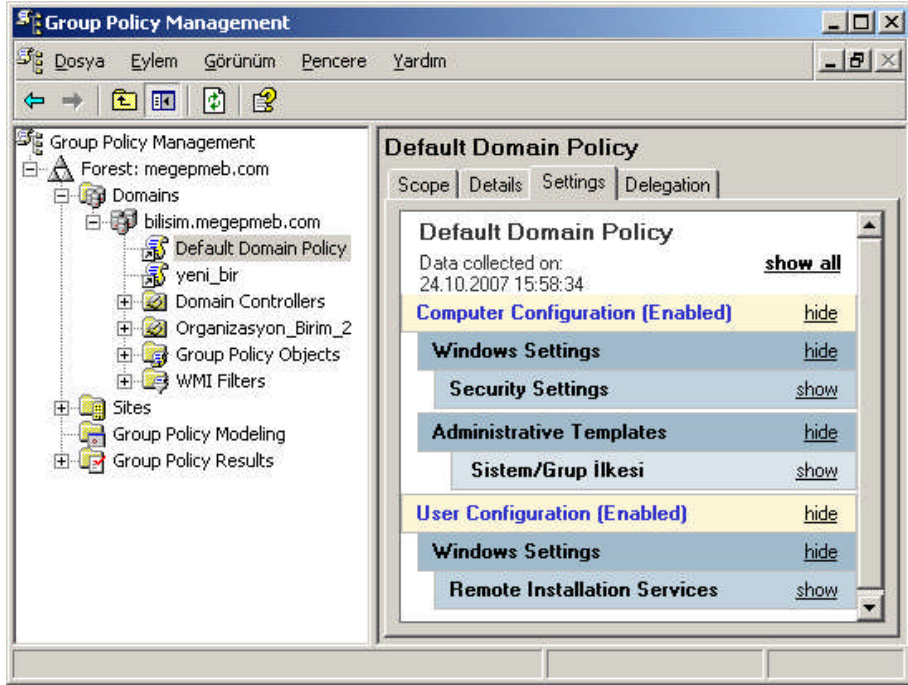 Group Policy Management
Dosya Eylem Görünüm Pencere Yardım
Group Policy Management
Forest: megepmeb.com
Domains
bilisim.megepmeb.com
Default Domain Policy
yeni_bir
Domain Controllers
Organizasyon_Birim_2
Group Policy Objects
WMI Filters
Sites
Group Policy Modeling
Group Policy Results
Default Domain Policy
Scope Details Settings Delegation
Default Domain Policy
Data collected on:
24.10.2007 15:58:34
show all
Computer Configuration (Enabled) hide
Windows Settings hide
Security Settings show
Administrative Templates hide
Sistem/Grup İlkesi show
User Configuration (Enabled) hide
Windows Settings hide
Remote Installation Services show